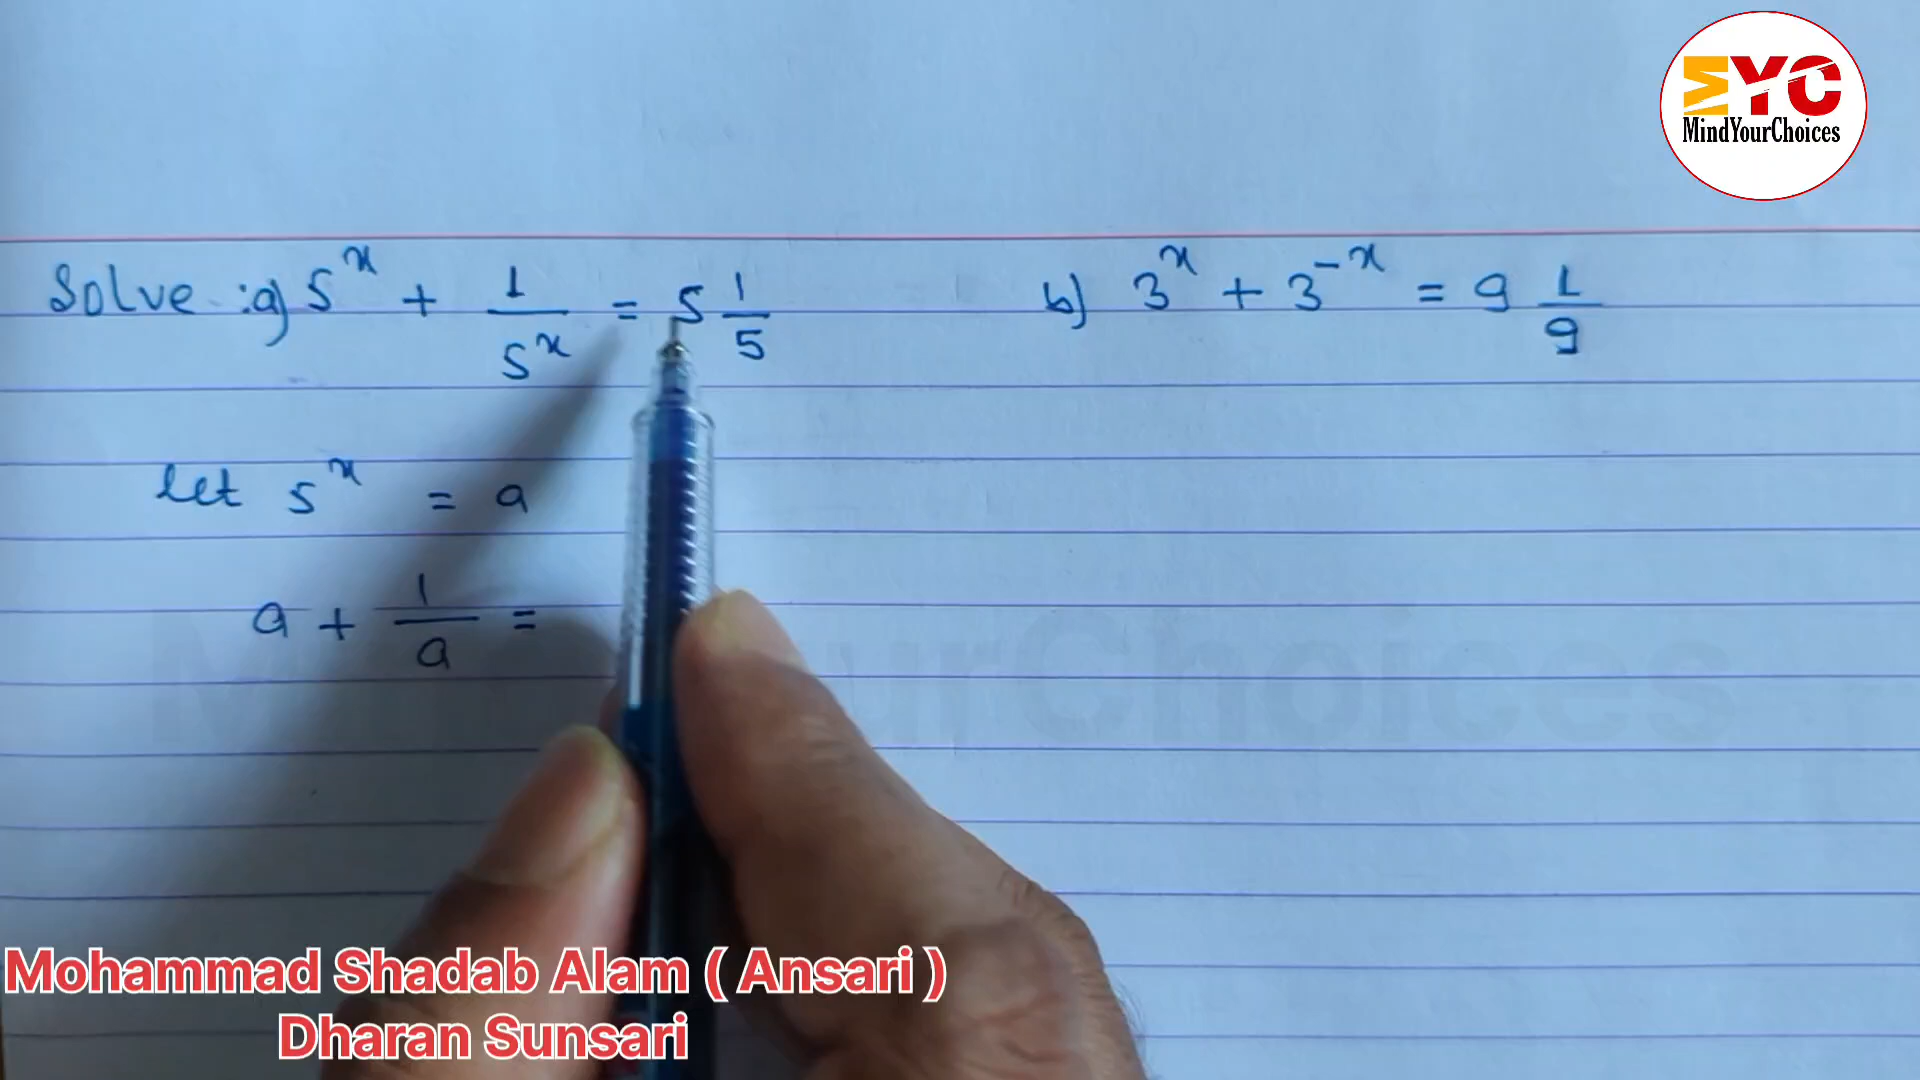 MYC
MindYourChoices
Solve :a) 5^x + 1/5^x = 5 1/5
b) 3^x + 3^-x = 9 1/9
let 5^x = a
a + 1/a =
MindYourChoices
Mohammad Shadab Alam ( Ansari )
Dharan Sunsari